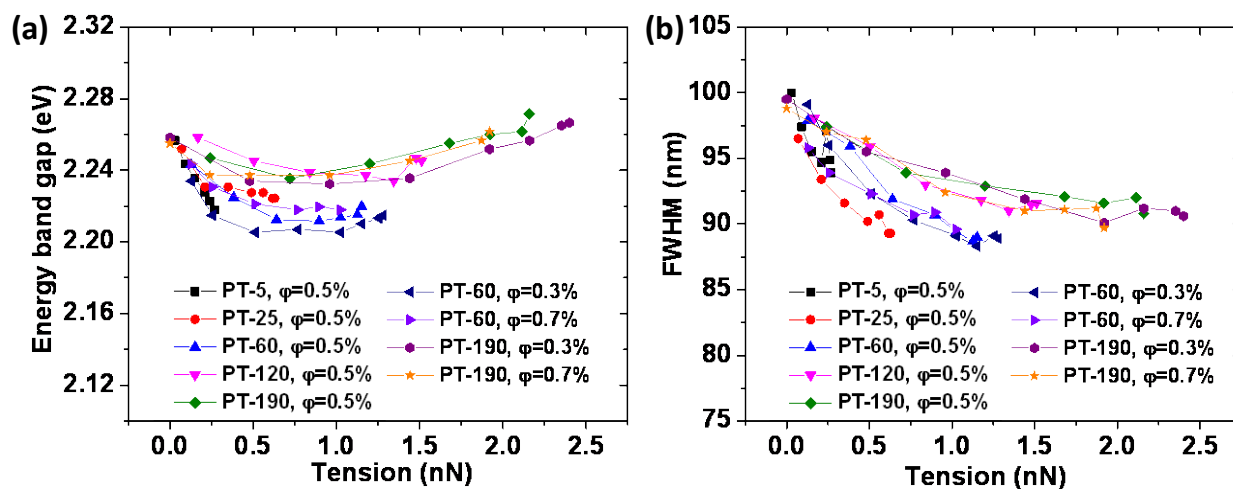 (a)
Energy band gap (eV)
2.32
2.28
2.24
2.20
2.16
2.12
0.0 0.5 1.0 1.5 2.0 2.5
Tension (nN)
PT-5, φ=0.5%
PT-25, φ=0.5%
PT-60, φ=0.5%
PT-120, φ=0.5%
PT-190, φ=0.5%
PT-60, φ=0.3%
PT-60, φ=0.7%
PT-190, φ=0.3%
PT-190, φ=0.7%
(b)
FWHM (nm)
105
100
95
90
85
80
75
0.0 0.5 1.0 1.5 2.0 2.5
Tension (nN)
PT-5, φ=0.5%
PT-25, φ=0.5%
PT-60, φ=0.5%
PT-120, φ=0.5%
PT-190, φ=0.5%
PT-60, φ=0.3%
PT-60, φ=0.7%
PT-190, φ=0.3%
PT-190, φ=0.7%